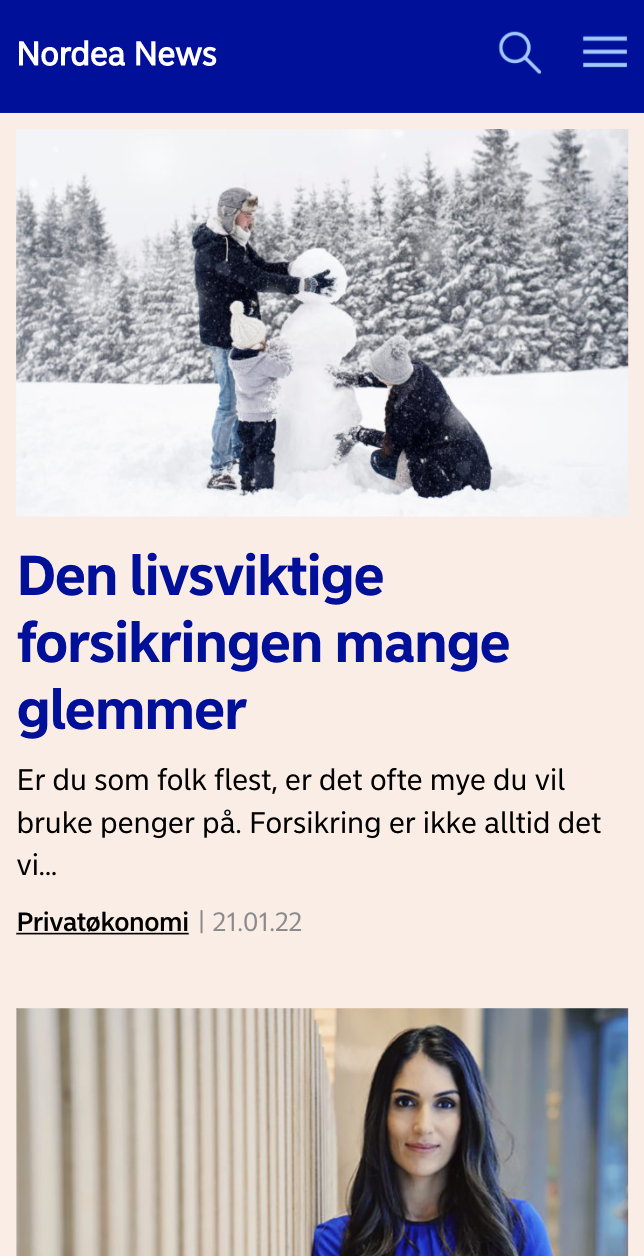 Nordea News
Den livsviktige
forsikringen mange
glemmer
Er du som folk flest, er det ofte mye du vil
bruke penger på. Forsikring er ikke alltid det
vi...
Privatøkonomi | 21.01.22